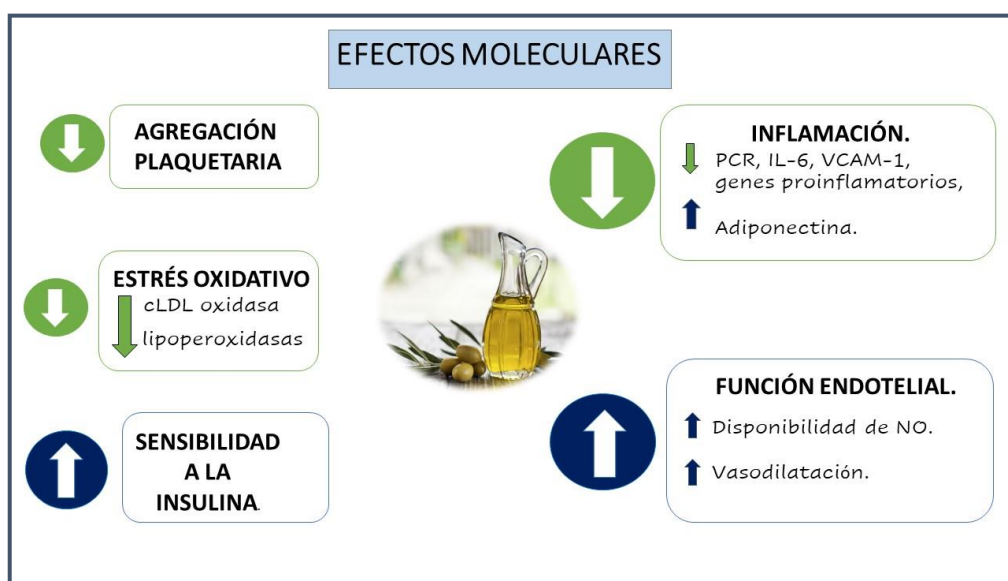 EFECTOS MOLECULARES
AGREGACIÓN
PLAQUETARIA
ESTRÉS OXIDATIVO
cLDL oxidasa
lipoperoxidasas
SENSIBILIDAD
A LA
INSULINA.
INFLAMACIÓN.
PCR, IL-6, VCAM-1,
genes proinflamatorios,
Adiponectina.
FUNCIÓN ENDOTELIAL.
Disponibilidad de NO.
Vasodilatación.